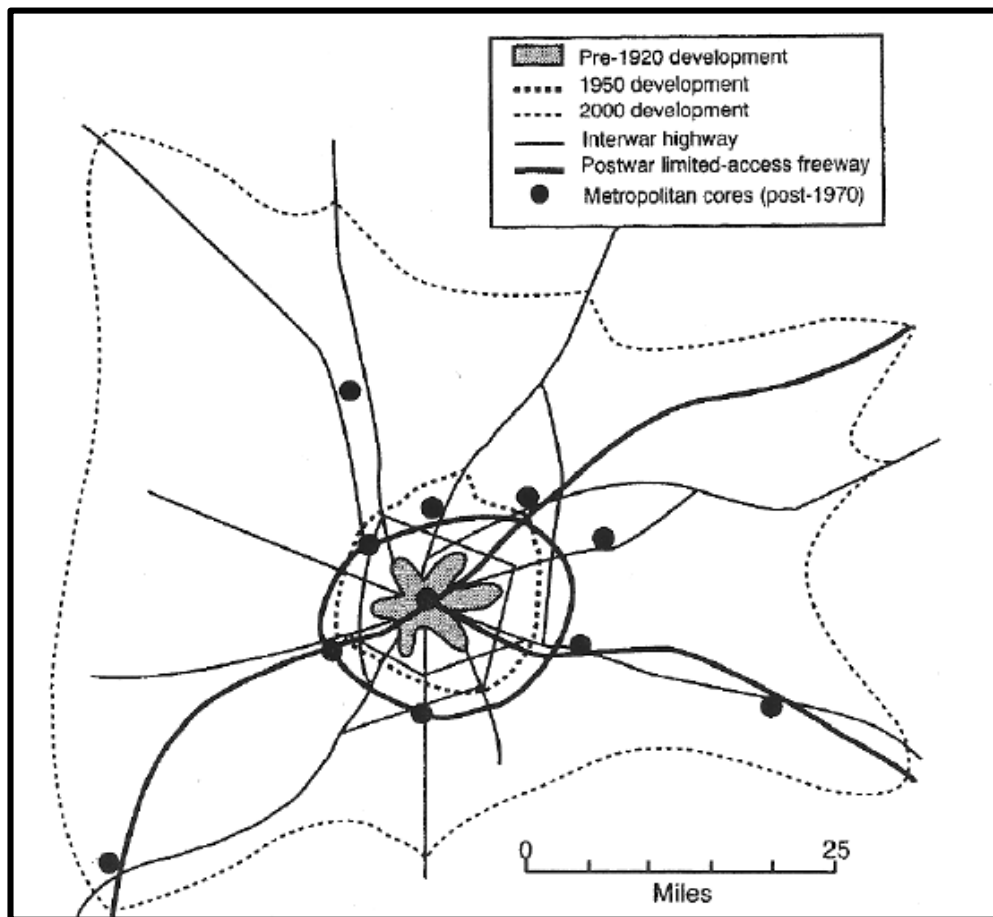 Pre-1920 development
1950 development
2000 development
Interwar highway
Postwar limited-access freeway
Metropolitan cores (post-1970)
0 25
Miles